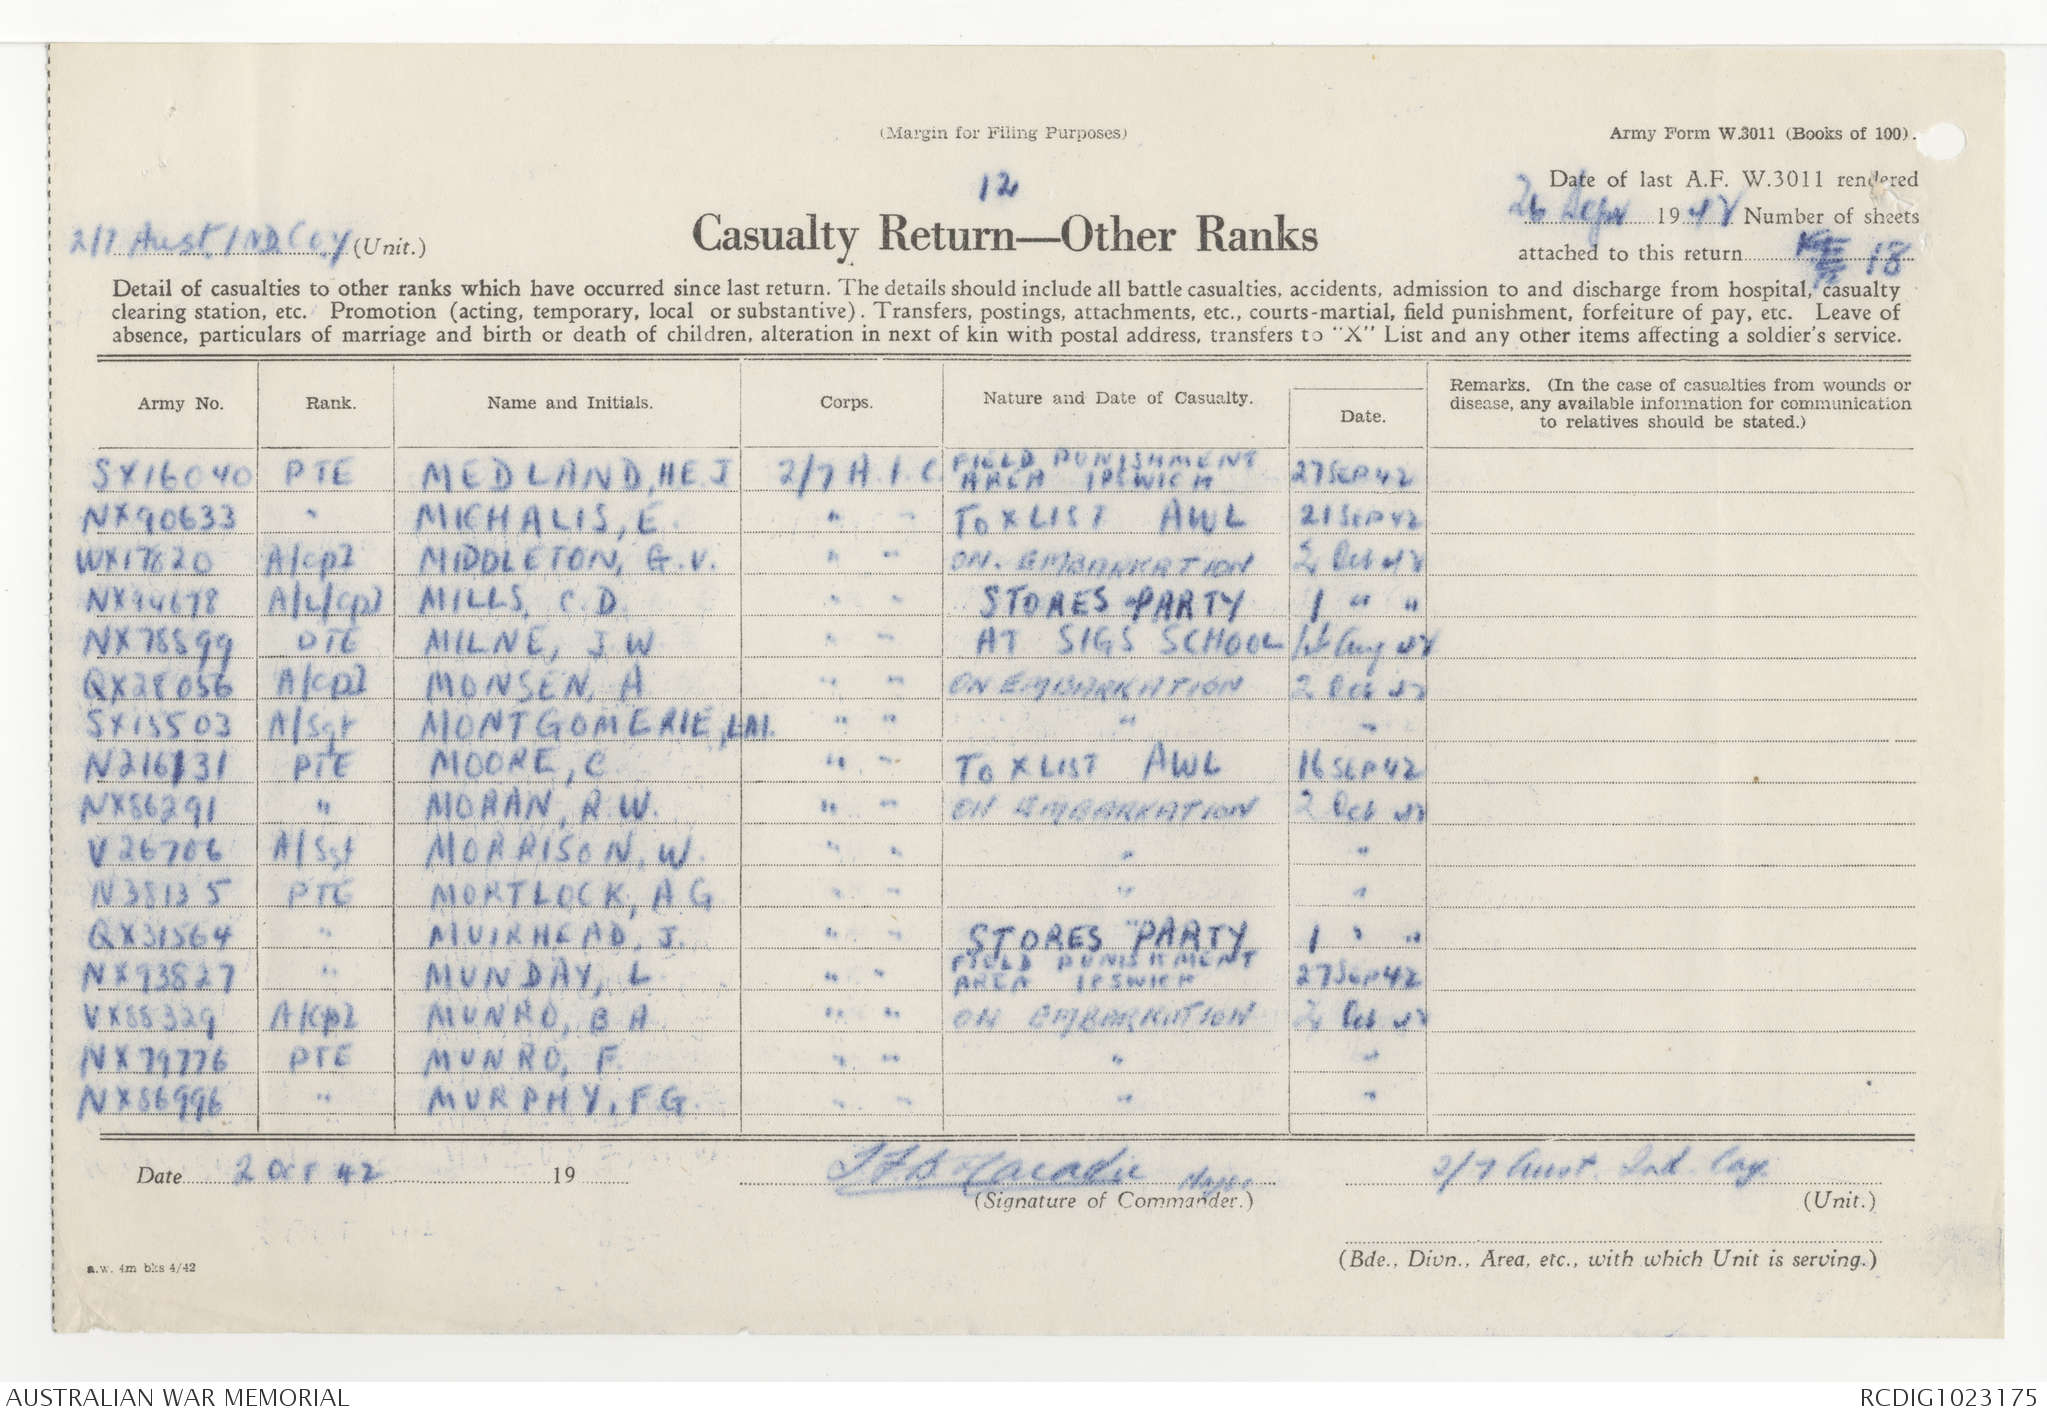 (Margin for Filing Purposes)
Army Form W.3011 (Books of 100).
12
Date of last A.F. W.3011 rendered
26 Sept 1942 Number of sheets
attached to this return 18
2/7 Aust. IND Coy (Unit.)
Casualty Return—Other Ranks
Detail of casualties to other ranks which have occurred since last return. The details should include all battle casualties, accidents, admission to and discharge from hospital, casualty
clearing station, etc. Promotion (acting, temporary, local or substantive). Transfers, postings, attachments, etc., courts-martial, field punishment, forfeiture of pay, etc. Leave of
absence, particulars of marriage and birth or death of children, alteration in next of kin with postal address, transfers to "X" List and any other items affecting a soldier's service.
Army No. Rank. Name and Initials. Corps. Nature and Date of Casualty. Date. Remarks. (In the case of casualties from wounds or
disease, any available information for communication
to relatives should be stated.)
SX16040 PTE MEDLAND, HEJ 2/7 A.I.C. FIELD PUNISHMENT
AREA IPSWICH 27 SEP 42
NX90633 " MICHALIS, E. " " To X LIST AWL 21 SEP 42
WX17820 A/Cpl MIDDLETON, G.V. " " ON EMBARKATION 2 Oct 42
NX94678 A/L/Cpl MILLS, C.D. " " STORES PARTY 1 " "
NX78599 PTE MILNE, J.W " " AT SIGS SCHOOL Aug 42
QX28056 A/Cpl MONSEN, A " " ON EMBARKATION 2 Oct 42
SX15503 A/Sgt MONTGOMERIE, " " " "
N216131 PTE MOORE, C " " To X LIST AWL 16 SEP 42
NX86291 " MORAN, R.W. " " ON EMBARKATION 2 Oct 42
V26706 A/Sgt MORRISON, W. " " " "
N38135 PTE MORTLOCK, A G " " " "
QX31564 " MUIRHEAD, J. " " STORES PARTY 1 " "
NX93827 " MUNDAY, L. " " FIELD PUNISHMENT
AREA IPSWICH 27 SEP 42
VX88329 A/Cpl MUNRO, B A " " ON EMBARKATION 2 Oct 42
NX79776 PTE MUNRO, F. " " " "
NX86996 " MURPHY, F.G. " " " "
Date 2 Oct 42 19
Major
2/7 Aust. Ind. Coy.
(Signature of Commander.)
(Unit.)
(Bde., Divn., Area, etc., with which Unit is serving.)
a.w. 4m bks 4/42
AUSTRALIAN WAR MEMORIAL
RCDIG1023175